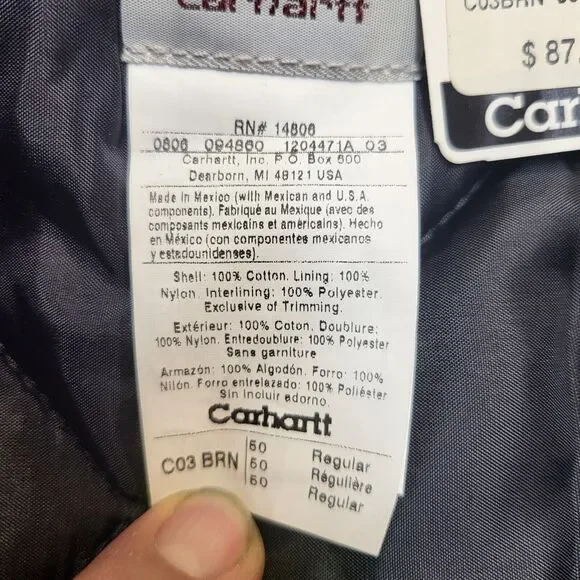 Carhartt
C03BRN
$ 87.
Car
RN# 14806
0806 094860 1204471A 03
Carhartt, Inc. P.O. Box 600
Dearborn, MI 48121 USA
Made in Mexico (with Mexican and U.S.A.
components). Fabriqué au Mexique (avec des
composants mexicains et américains). Hecho
en México (con componentes mexicanos
y estadounidenses).
Shell: 100% Cotton. Lining: 100%
Nylon. Interlining: 100% Polyester.
Exclusive of Trimming.
Extérieur: 100% Coton. Doublure:
100% Nylon. Entredoublure: 100% Polyester
Sans garniture
Armazón: 100% Algodón. Forro: 100%
Nilón. Forro entrelazado: 100% Poliéster
Sin incluir adorno.
Carhartt
C03 BRN
50 Regular
50 Régulière
50 Regular